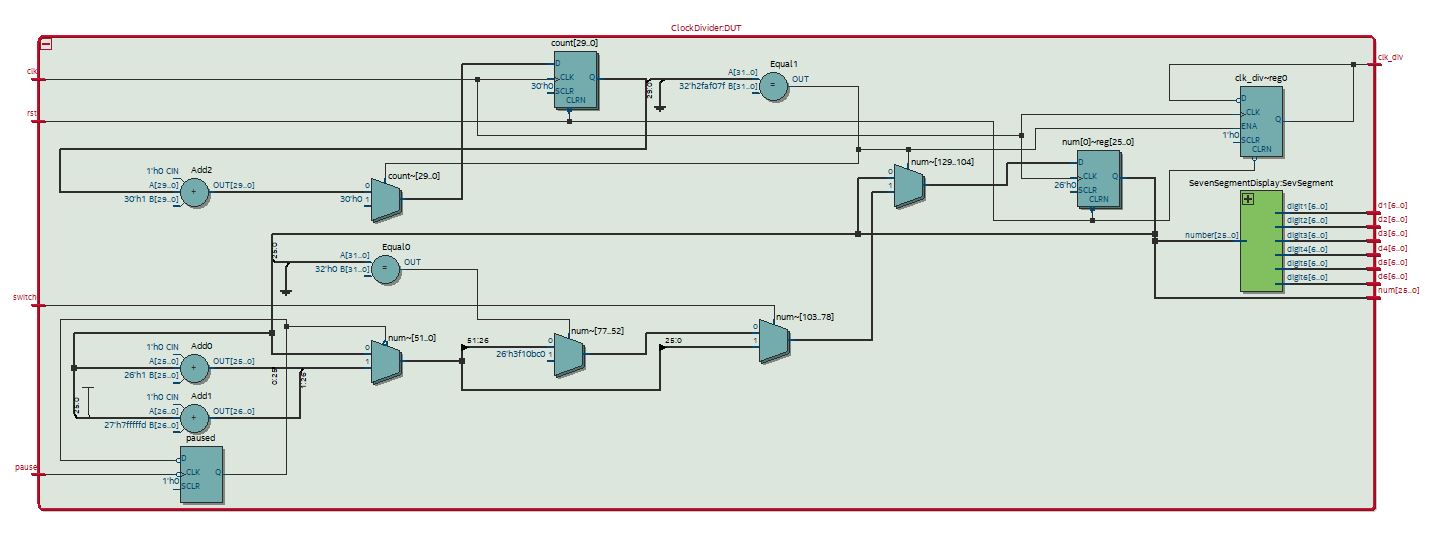 ClockDivider:DUT
clk
rst
switch
pause
clk_div
d1[6..0]
d2[6..0]
d3[6..0]
d4[6..0]
d5[6..0]
d6[6..0]
num[25..0]
count[29..0]
D
CLK
SCLR
CLRN
Q
30'h0
29:0
Equal1
A[31..0]
32'h2faf07f B[31..0]
=
OUT
clk_div~reg0
D
CLK
ENA
SCLR
CLRN
Q
1'h0
num[0]~reg[25..0]
D
CLK
SCLR
CLRN
Q
26'h0
num~[129..104]
0
1
Add2
1'h0 CIN
A[29..0]
30'h1 B[29..0]
+
OUT[29..0]
count~[29..0]
0
30'h0 1
SevenSegmentDisplay:SevSegment
number[25..0]
digit1[6..0]
digit2[6..0]
digit3[6..0]
digit4[6..0]
digit5[6..0]
digit6[6..0]
25:0
Equal0
A[31..0]
32'h0 B[31..0]
=
OUT
num~[103..78]
0
1
num~[77..52]
0
26'h3f10bc0 1
51:26
25:0
num~[51..0]
0
1
Add0
1'h0 CIN
A[25..0]
26'h1 B[25..0]
+
OUT[25..0]
0:25
1:26
25:0
Add1
1'h0 CIN
A[26..0]
27'h7fffffd B[26..0]
+
OUT[26..0]
paused
D
CLK
SCLR
Q
1'h0